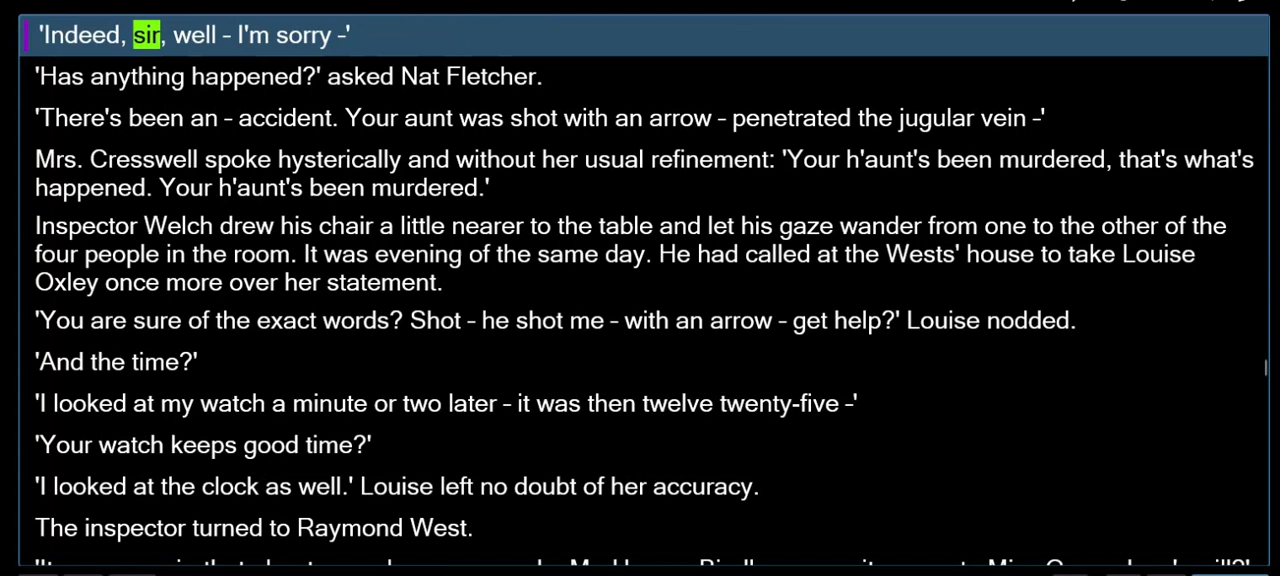 'Indeed, sir, well - I'm sorry -'
'Has anything happened?' asked Nat Fletcher.
'There's been an - accident. Your aunt was shot with an arrow - penetrated the jugular vein -'
Mrs. Cresswell spoke hysterically and without her usual refinement: 'Your h'aunt's been murdered, that's what's
happened. Your h'aunt's been murdered.'
Inspector Welch drew his chair a little nearer to the table and let his gaze wander from one to the other of the
four people in the room. It was evening of the same day. He had called at the Wests' house to take Louise
Oxley once more over her statement.
'You are sure of the exact words? Shot - he shot me - with an arrow - get help?' Louise nodded.
'And the time?'
'I looked at my watch a minute or two later - it was then twelve twenty-five -'
'Your watch keeps good time?'
'I looked at the clock as well.' Louise left no doubt of her accuracy.
The inspector turned to Raymond West.